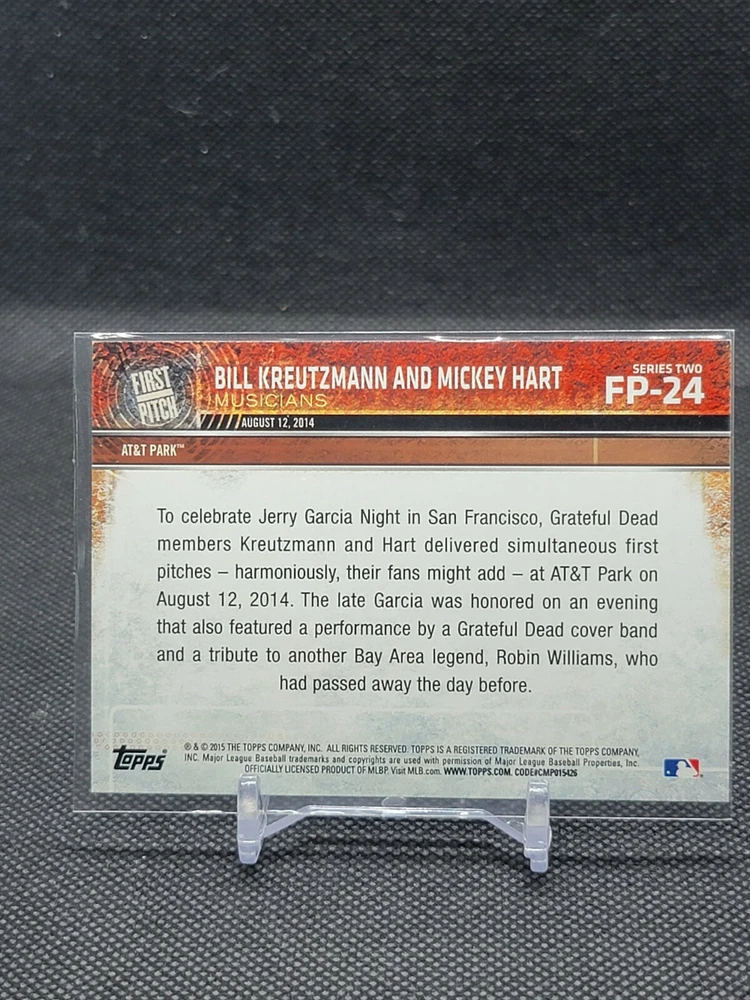 FIRST
PITCH
BILL KREUTZMANN AND MICKEY HART
MUSICIANS
AUGUST 12, 2014
SERIES TWO
FP-24
AT&T PARK™
To celebrate Jerry Garcia Night in San Francisco, Grateful Dead
members Kreutzmann and Hart delivered simultaneous first
pitches – harmoniously, their fans might add – at AT&T Park on
August 12, 2014. The late Garcia was honored on an evening
that also featured a performance by a Grateful Dead cover band
and a tribute to another Bay Area legend, Robin Williams, who
had passed away the day before.
Topps®
® & © 2015 THE TOPPS COMPANY, INC. ALL RIGHTS RESERVED. TOPPS IS A REGISTERED TRADEMARK OF THE TOPPS COMPANY,
INC. Major League Baseball trademarks and copyrights are used with permission of Major League Baseball Properties, Inc.
OFFICIALLY LICENSED PRODUCT OF MLBP. Visit MLB.com. WWW.TOPPS.COM. CODE#CMP015426